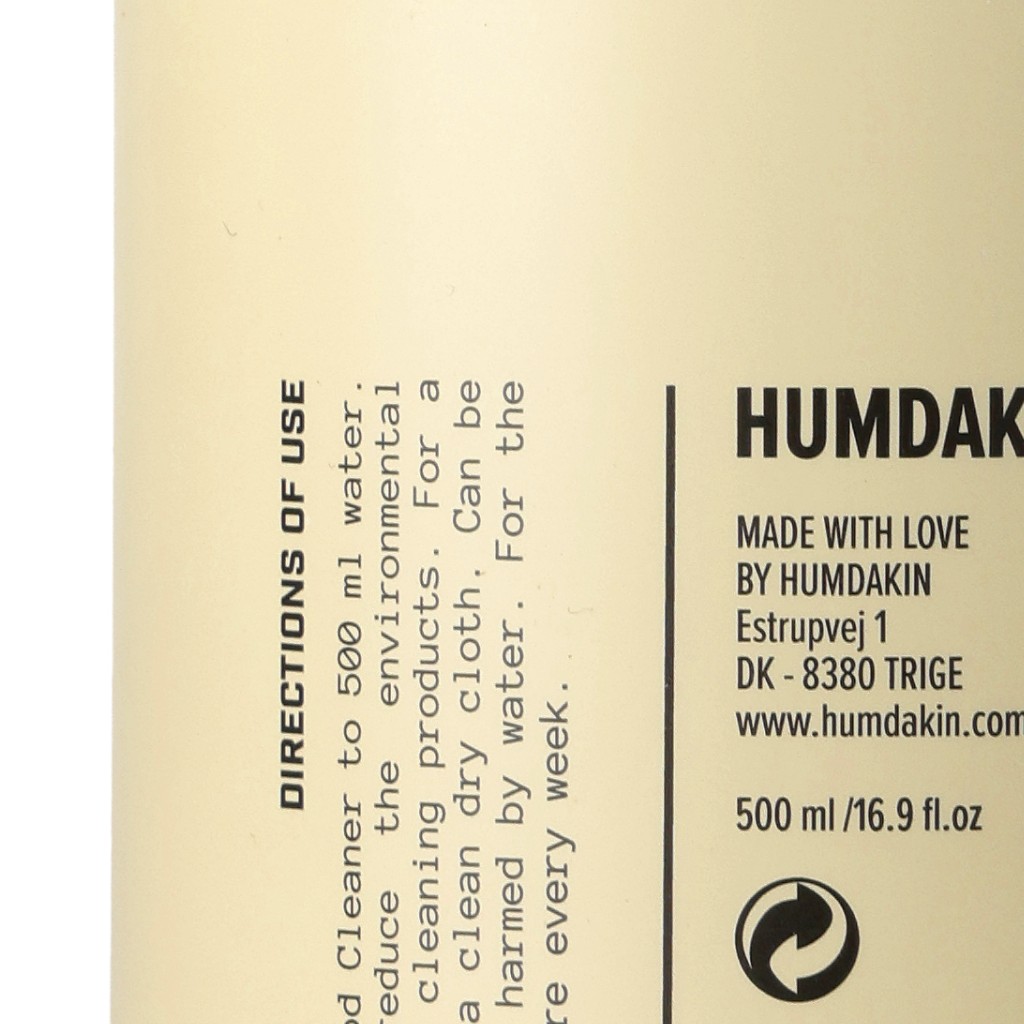 DIRECTIONS OF USE
Cleaner to 500 ml water.
reduce the environmental
cleaning products. For a
a clean dry cloth. Can be
harmed by water. For the
every week.
HUMDAK
MADE WITH LOVE
BY HUMDAKIN
Estrupvej 1
DK - 8380 TRIGE
www.humdakin.com
500 ml /16.9 fl.oz